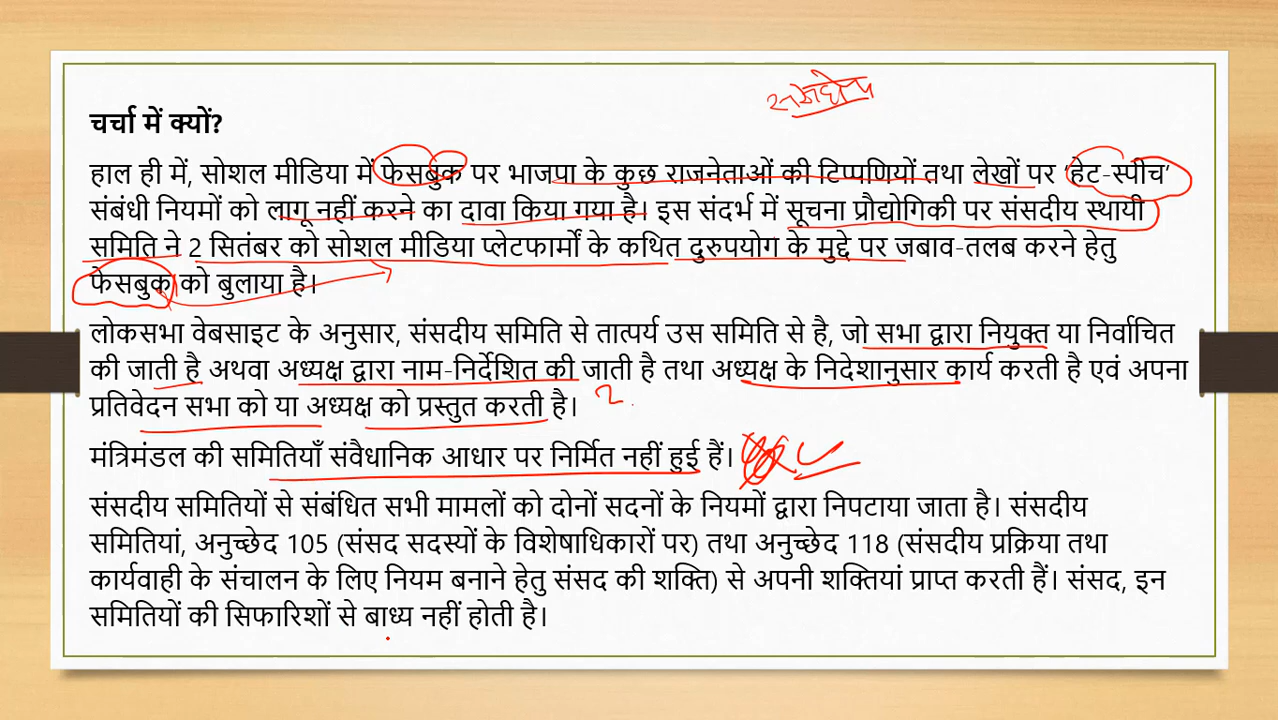 चर्चा में क्यों?
हाल ही में, सोशल मीडिया में फेसबुक पर भाजपा के कुछ राजनेताओं की टिप्पणियों तथा लेखों पर 'हेट-स्पीच'
संबंधी नियमों को लागू नहीं करने का दावा किया गया है। इस संदर्भ में सूचना प्रौद्योगिकी पर संसदीय स्थायी
समिति ने 2 सितंबर को सोशल मीडिया प्लेटफार्मों के कथित दुरुपयोग के मुद्दे पर जबाव-तलब करने हेतु
फेसबुक को बुलाया है।
लोकसभा वेबसाइट के अनुसार, संसदीय समिति से तात्पर्य उस समिति से है, जो सभा द्वारा नियुक्त या निर्वाचित
की जाती है अथवा अध्यक्ष द्वारा नाम-निर्देशित की जाती है तथा अध्यक्ष के निदेशानुसार कार्य करती है एवं अपना
प्रतिवेदन सभा को या अध्यक्ष को प्रस्तुत करती है। 2
मंत्रिमंडल की समितियाँ संवैधानिक आधार पर निर्मित नहीं हुई हैं।
संसदीय समितियों से संबंधित सभी मामलों को दोनों सदनों के नियमों द्वारा निपटाया जाता है। संसदीय
समितियां, अनुच्छेद 105 (संसद सदस्यों के विशेषाधिकारों पर) तथा अनुच्छेद 118 (संसदीय प्रक्रिया तथा
कार्यवाही के संचालन के लिए नियम बनाने हेतु संसद की शक्ति) से अपनी शक्तियां प्राप्त करती हैं। संसद, इन
समितियों की सिफारिशों से बाध्य नहीं होती है।